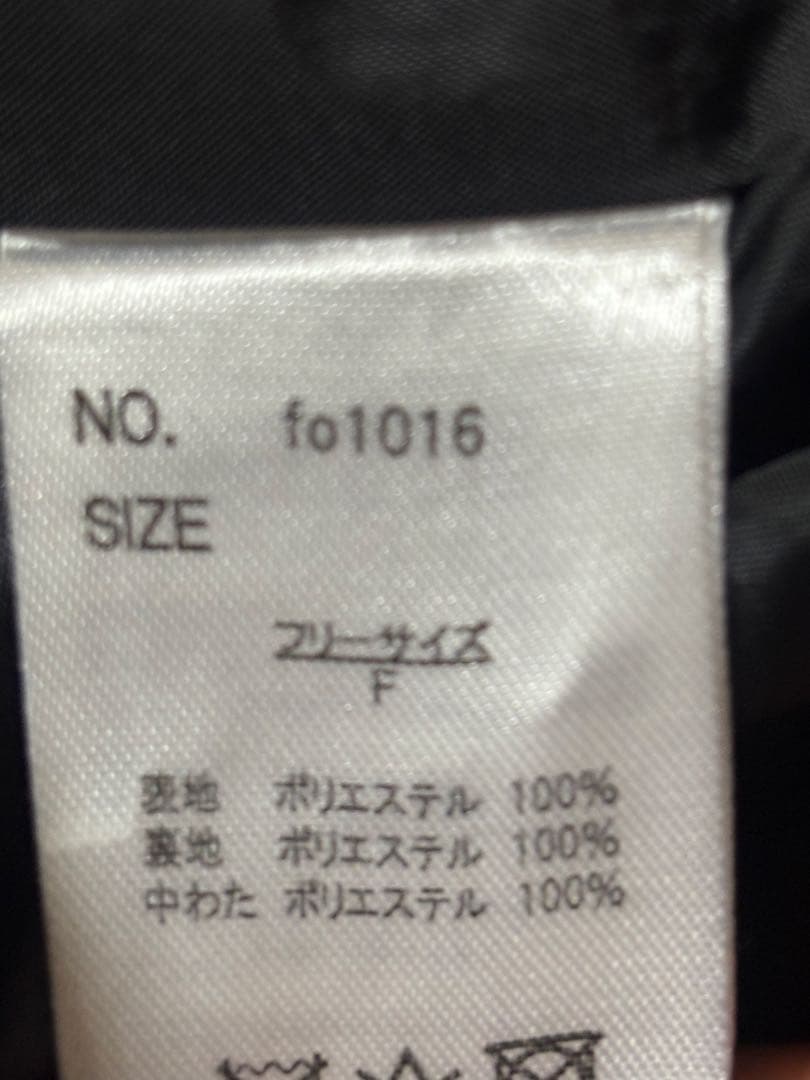 NO. fo1016
SIZE
フリーサイズ
F
表地 ポリエステル 100%
裏地 ポリエステル 100%
中わた ポリエステル 100%